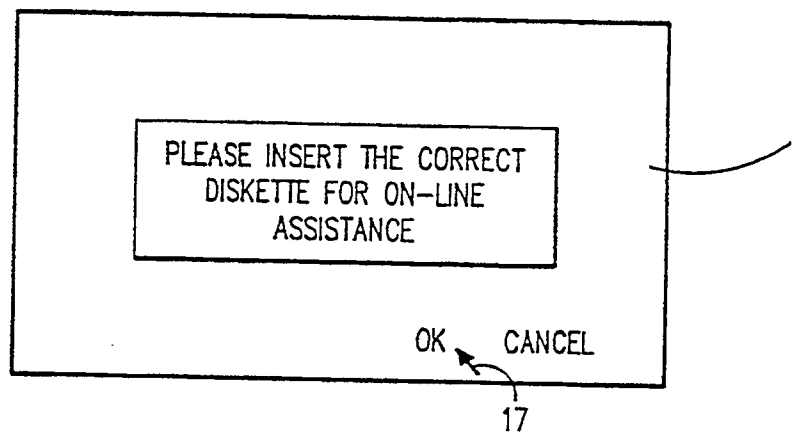 PLEASE INSERT THE CORRECT
DISKETTE FOR ON-LINE
ASSISTANCE
OK CANCEL
17